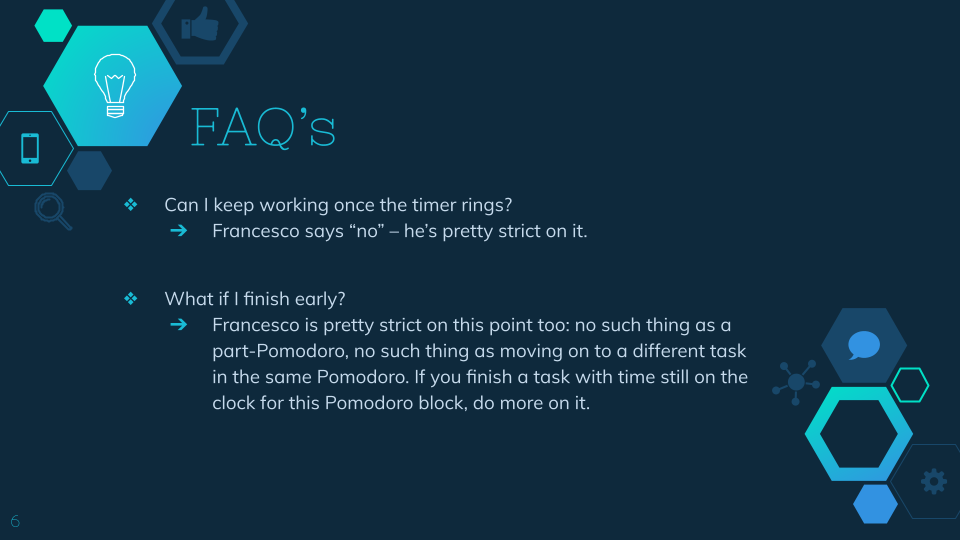 FAQ’s
❖ Can I keep working once the timer rings?
➔ Francesco says “no” – he’s pretty strict on it.
❖ What if I finish early?
➔ Francesco is pretty strict on this point too: no such thing as a
part-Pomodoro, no such thing as moving on to a different task
in the same Pomodoro. If you finish a task with time still on the
clock for this Pomodoro block, do more on it.
6